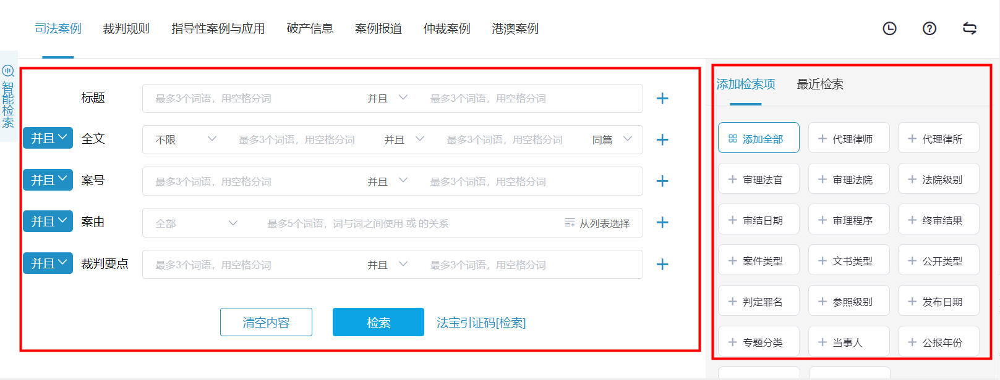 司法案例 裁判规则 指导性案例与应用 破产信息 案例报道 仲裁案例 港澳案例
智能检索
标题 最多3个词语，用空格分词 并且 最多3个词语，用空格分词
并且 全文 不限 最多3个词语，用空格分词 并且 最多3个词语，用空格分词 同篇
并且 案号 最多3个词语，用空格分词 并且 最多3个词语，用空格分词
并且 案由 全部 最多5个词语，词与词之间使用 或 的关系 从列表选择
并且 裁判要点 最多3个词语，用空格分词 并且 最多3个词语，用空格分词
清空内容 检索 法宝引证码[检索]
添加检索项 最近检索
添加全部 代理律师 代理律所
审理法官 审理法院 法院级别
审结日期 审理程序 终审结果
案件类型 文书类型 公开类型
判定罪名 参照级别 发布日期
专题分类 当事人 公报年份